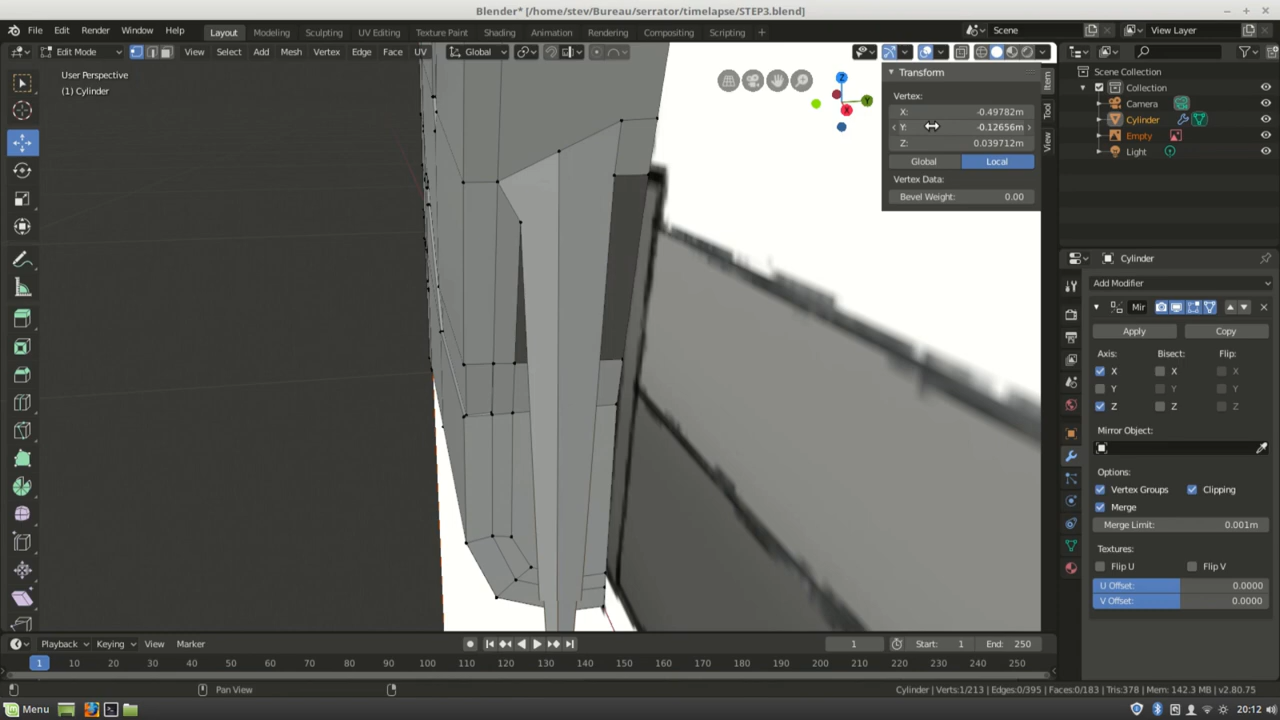 Blender* [/home/stev/Bureau/serrator/timelapse/STEP3.blend]
File Edit Render Window Help Layout Modeling Sculpting UV Editing Texture Paint Shading Animation Rendering Compositing Scripting + Scene View Layer
Edit Mode View Select Add Mesh Vertex Edge Face UV Global
User Perspective
(1) Cylinder
Z
Y
X
Transform
Vertex:
X: -0.49782m
Y: -0.12656m
Z: 0.039712m
Global Local
Vertex Data:
Bevel Weight: 0.00
Item
Tool
View
Scene Collection
Collection
Camera
Cylinder
Empty
Light
Cylinder
Add Modifier
Mir
Apply Copy
Axis: Bisect: Flip:
X X X
Y Y Y
Z Z Z
Mirror Object:
Options:
Vertex Groups Clipping
Merge
Merge Limit: 0.001m
Textures:
Flip U Flip V
U Offset: 0.0000
V Offset: 0.0000
Playback Keying View Marker 1 Start: 1 End: 250
1 10 20 30 40 50 60 70 80 90 100 110 120 130 140 150 160 170 180 190 200 210 220 230 240 250
Pan View
Cylinder | Verts:1/213 | Edges:0/395 | Faces:0/183 | Tris:378 | Mem: 142.3 MB | v2.80.75
Menu 20:12